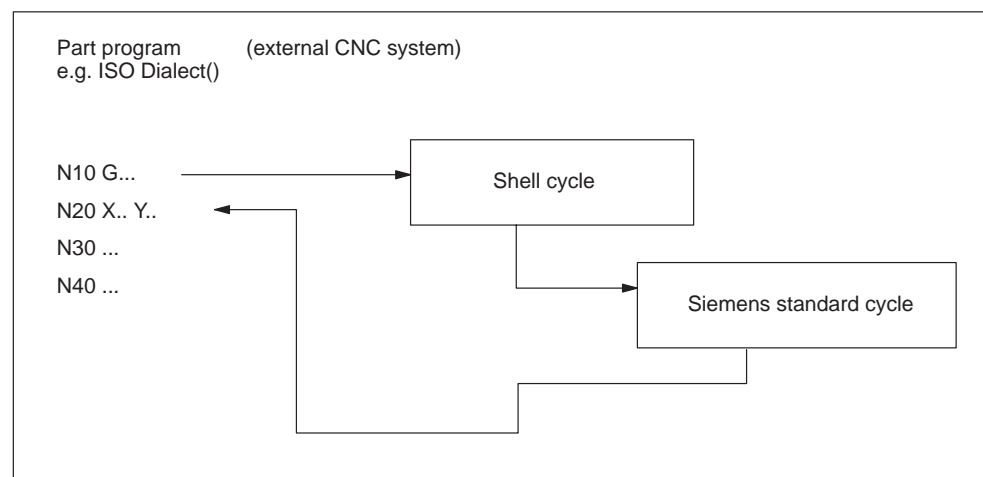 Part program (external CNC system)
e.g. ISO Dialect()
N10 G...
Shell cycle
N20 X.. Y..
N30 ...
N40 ...
Siemens standard cycle